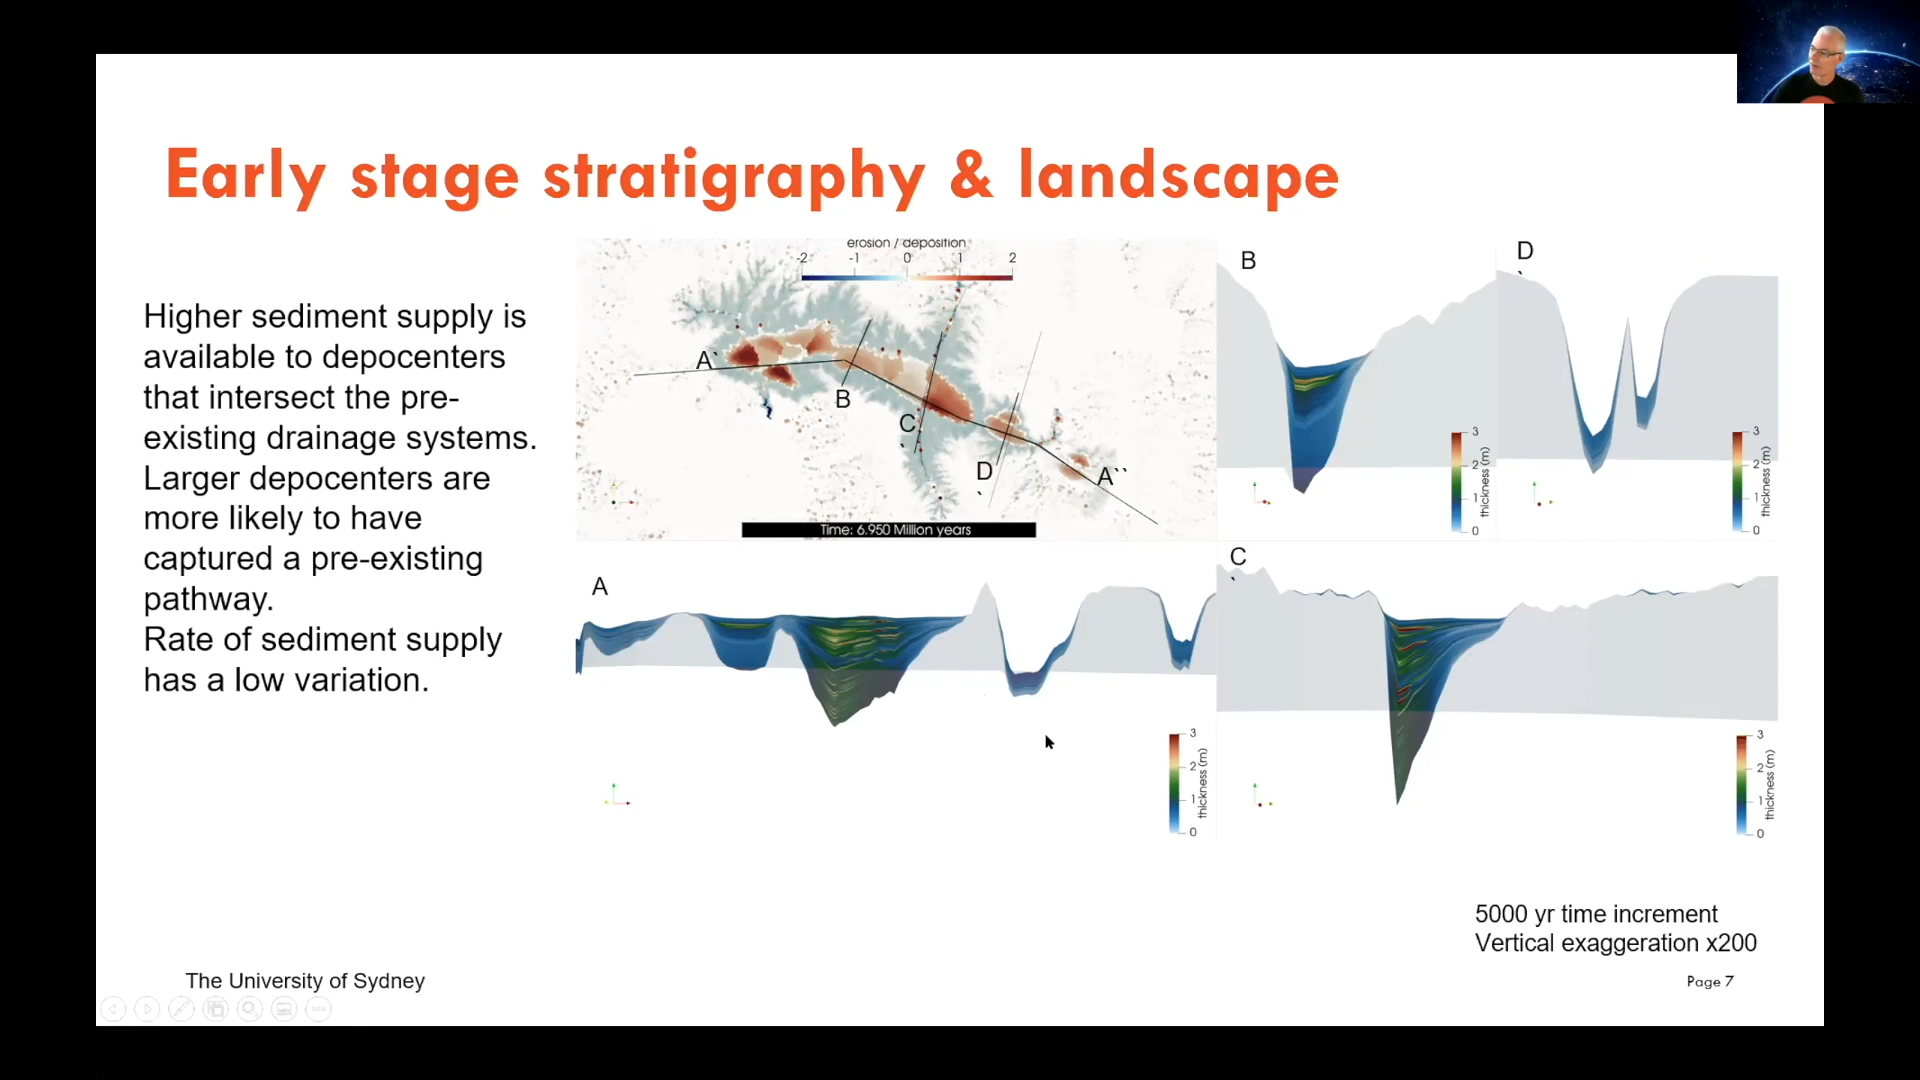 Early stage stratigraphy & landscape
Higher sediment supply is
available to depocenters
that intersect the pre-
existing drainage systems.
Larger depocenters are
more likely to have
captured a pre-existing
pathway.
Rate of sediment supply
has a low variation.
erosion / deposition
-2 -1 0 1 2
A`
B
C
`
D
`
A``
Time: 6.950 Million years
B
3
2
1
0
thickness (m)
D
`
3
2
1
0
thickness (m)
A
3
2
1
0
thickness (m)
C
`
3
2
1
0
thickness (m)
5000 yr time increment
Vertical exaggeration x200
The University of Sydney
Page 7